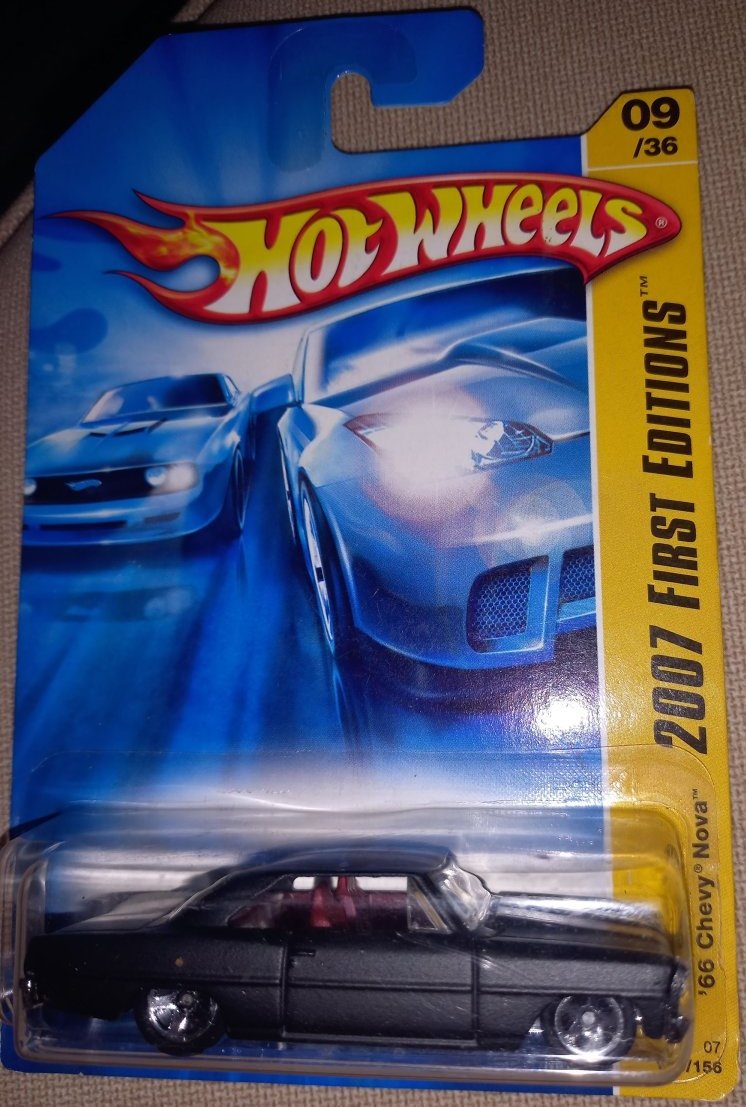 09
/36
HOT WHEELS®
2007 FIRST EDITIONS™
'66 Chevy® Nova™
07
/156